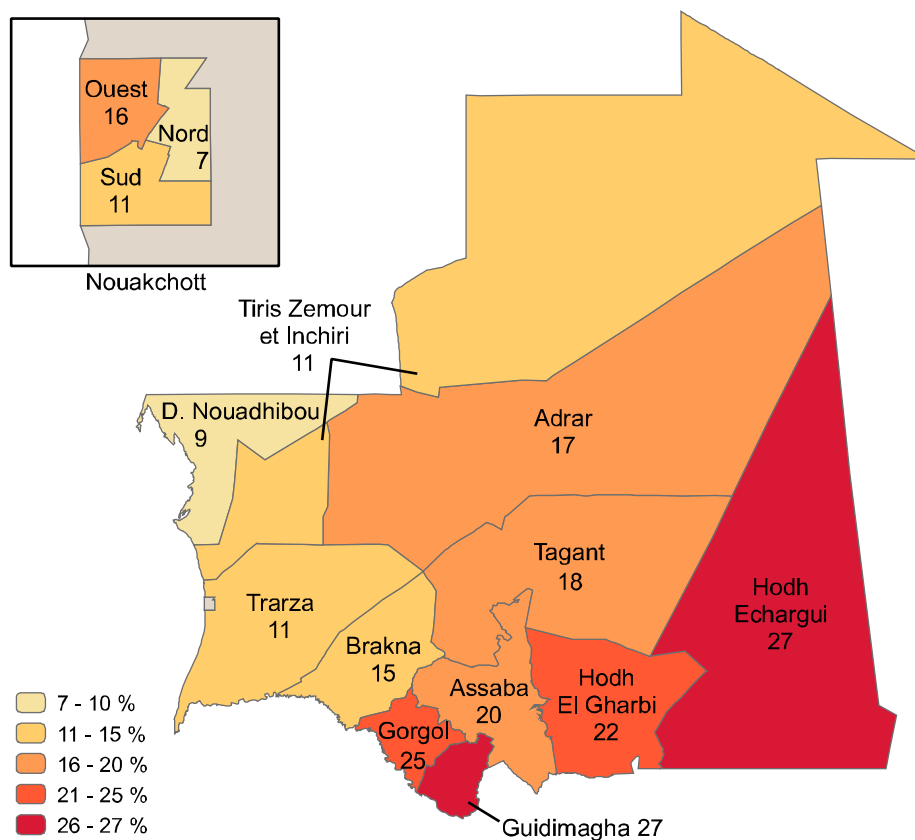 Ouest
16
Nord
7
Sud
11
Nouakchott
Tiris Zemour
et Inchiri
11
D. Nouadhibou
9
Adrar
17
Tagant
18
Hodh
Echargui
27
Trarza
11
Brakna
15
Assaba
20
Hodh
El Gharbi
22
Gorgol
25
Guidimagha 27
7 - 10 %
11 - 15 %
16 - 20 %
21 - 25 %
26 - 27 %